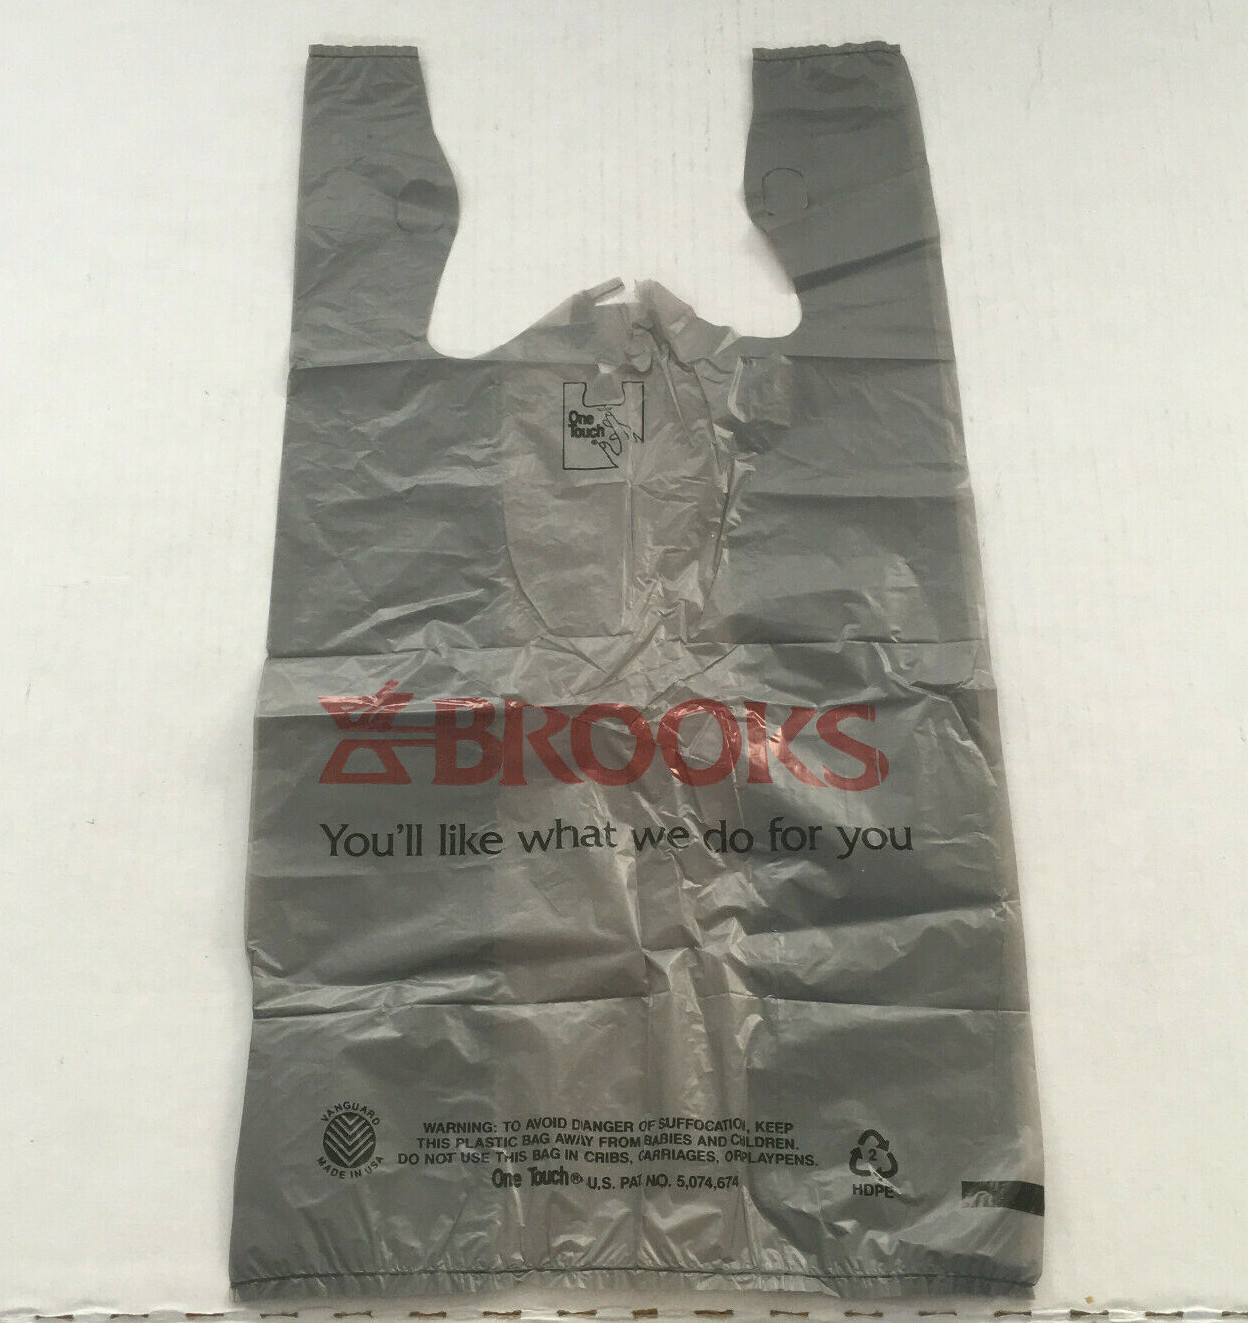 One
Touch®
BROOKS
You'll like what we do for you
VANGUARD
MADE IN USA
WARNING: TO AVOID DANGER OF SUFFOCATION, KEEP
THIS PLASTIC BAG AWAY FROM BABIES AND CHILDREN.
DO NOT USE THIS BAG IN CRIBS, CARRIAGES, OR PLAYPENS.
One Touch® U.S. PAT NO. 5,074,674
2
HDPE